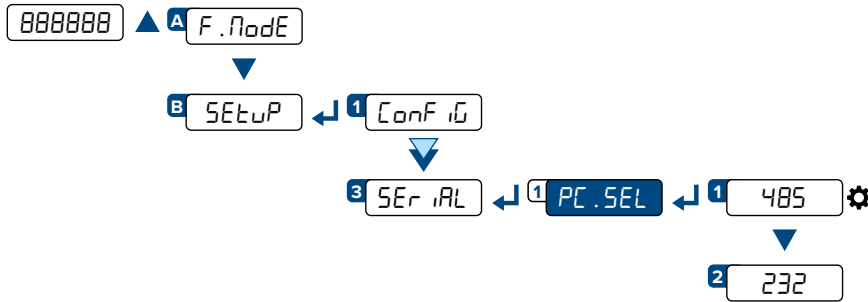 888888 A F.ModE
B SEtuP 1 ConFiG
3 SEriAL 1 PC.SEL 1 485
2 232